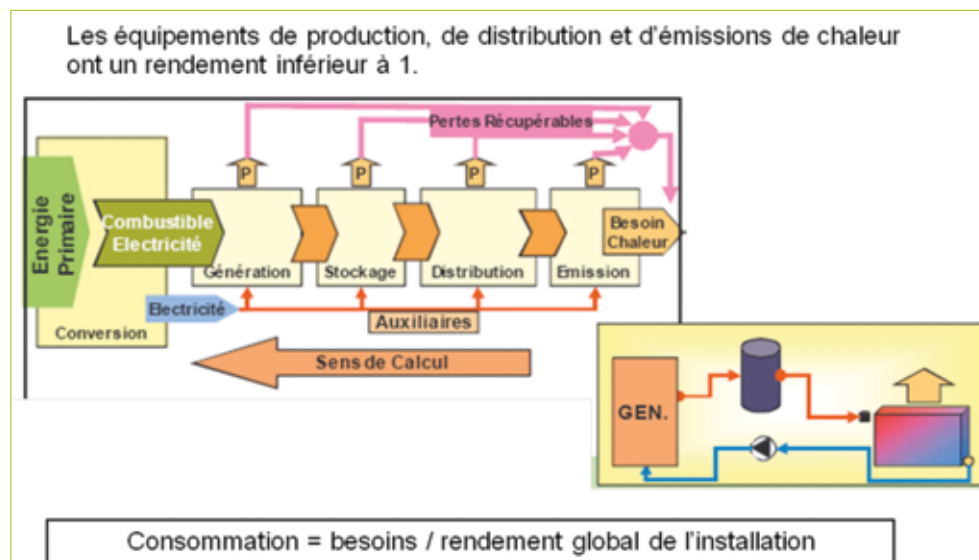 Les équipements de production, de distribution et d'émissions de chaleur
ont un rendement inférieur à 1.
Pertes Récupérables
P
P
P
P
Energie
Primaire
Combustible
Electricité
Besoin
Chaleur
Génération
Stockage
Distribution
Emission
Electricité
Auxiliaires
Conversion
Sens de Calcul
GEN.
Consommation = besoins / rendement global de l'installation